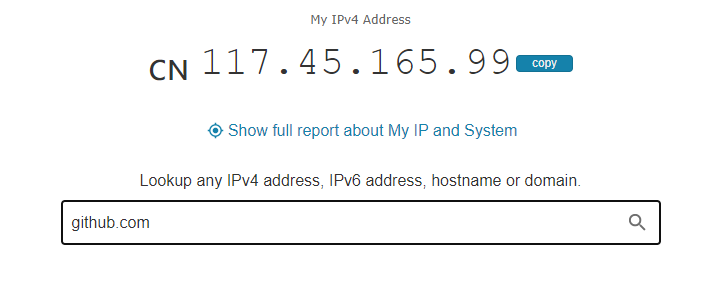 My IPv4 Address
CN 117.45.165.99 copy
Show full report about My IP and System
Lookup any IPv4 address, IPv6 address, hostname or domain.
github.com